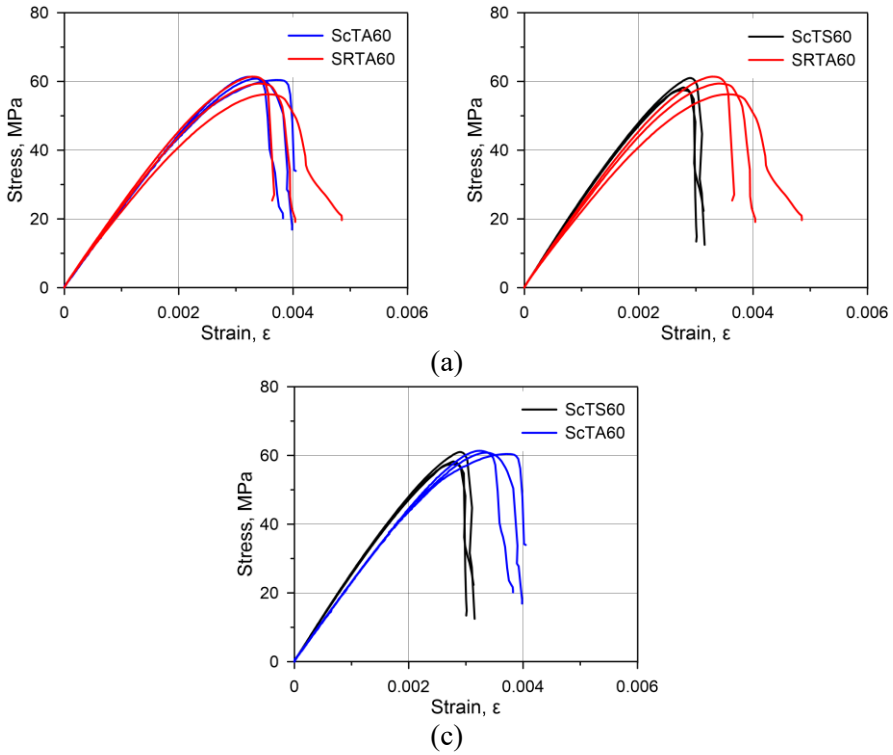 80
60
40
20
0
Stress, MPa
ScTA60
SRTA60
0
0.002
0.004
0.006
Strain, ε
80
60
40
20
0
Stress, MPa
ScTS60
SRTA60
0
0.002
0.004
0.006
Strain, ε
(a)
80
60
40
20
0
Stress, MPa
ScTS60
ScTA60
0
0.002
0.004
0.006
Strain, ε
(c)